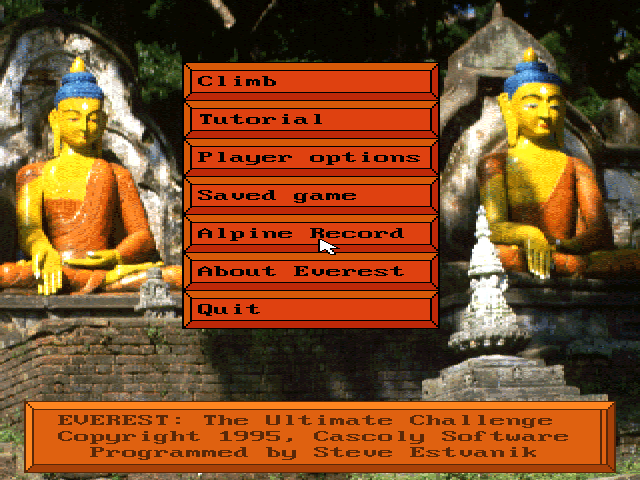 Climb
Tutorial
Player options
Saved game
Alpine Record
About Everest
Quit
EVEREST: The Ultimate Challenge
Copyright 1995, Cascoly Software
Programmed by Steve Estvanik